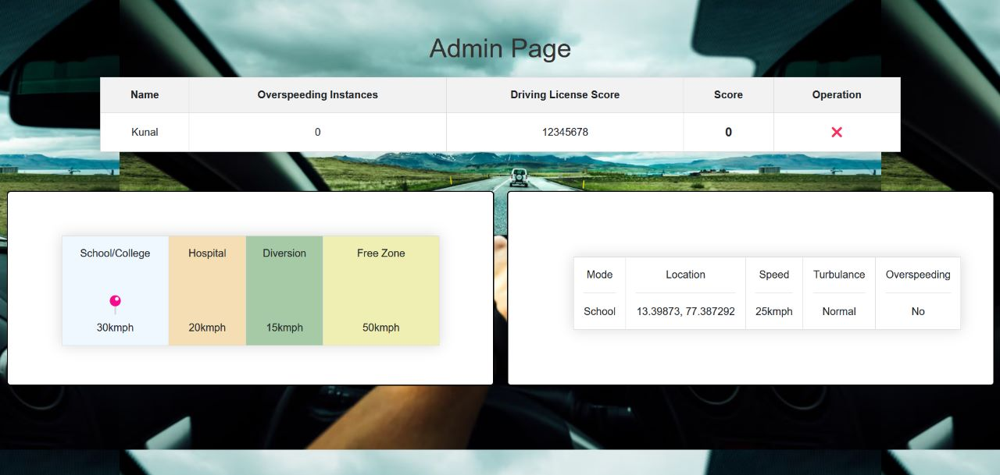 Admin Page
Name Overspeeding Instances Driving License Score Score Operation
Kunal 0 12345678 0
School/College Hospital Diversion Free Zone
30kmph 20kmph 15kmph 50kmph
Mode Location Speed Turbulance Overspeeding
School 13.39873, 77.387292 25kmph Normal No